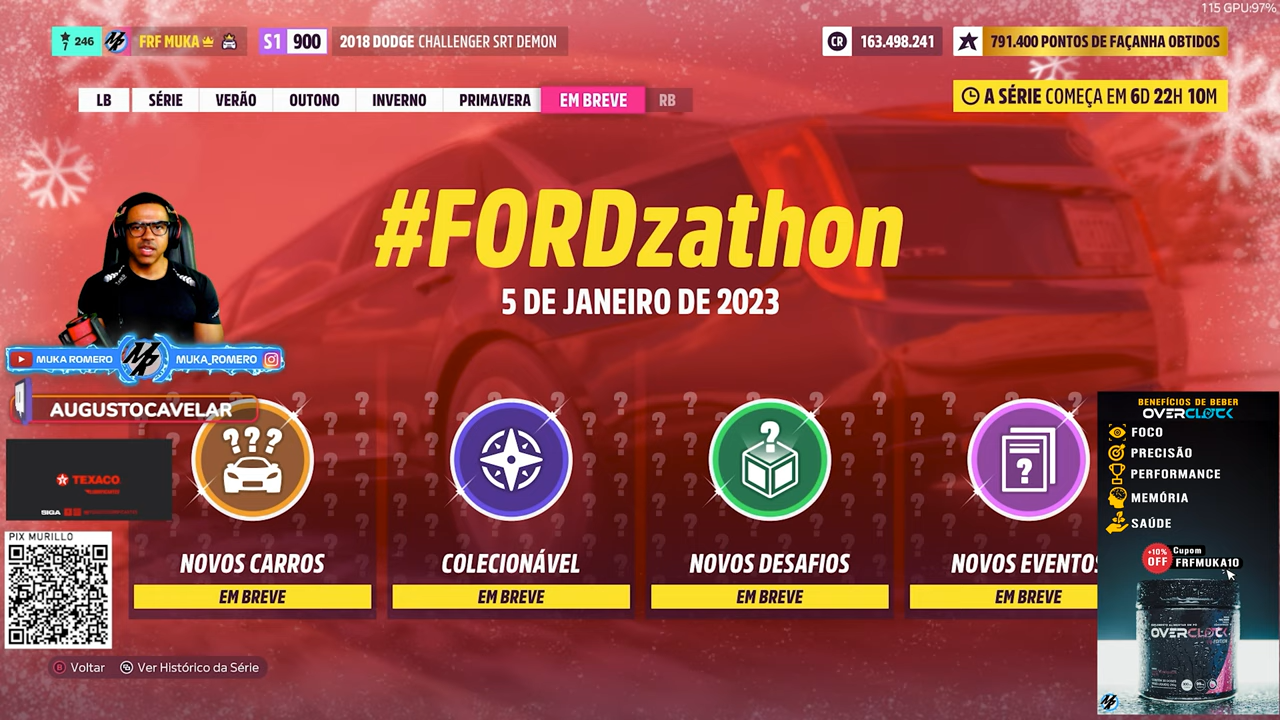 115 GPU:97%
7 246
FRF MUKA
S1 900
2018 DODGE CHALLENGER SRT DEMON
CR 163.498.241
791.400 PONTOS DE FAÇANHA OBTIDOS
LB
SÉRIE
VERÃO
OUTONO
INVERNO
PRIMAVERA
EM BREVE
RB
A SÉRIE COMEÇA EM 6D 22H 10M
#FORDzathon
5 DE JANEIRO DE 2023
MUKA ROMERO
MUKA_ROMERO
AUGUSTOCAVELAR
TEXACO
SIGA
PIX MURILLO
???
NOVOS CARROS
EM BREVE
COLECIONÁVEL
EM BREVE
?
NOVOS DESAFIOS
EM BREVE
?
NOVOS EVENTOS
EM BREVE
BENEFÍCIOS DE BEBER
OVERCLOCK
FOCO
PRECISÃO
PERFORMANCE
MEMÓRIA
SAÚDE
+10%
OFF
Cupom
FRFMUKA10
OVERCLOCK
B Voltar
Ver Histórico da Série